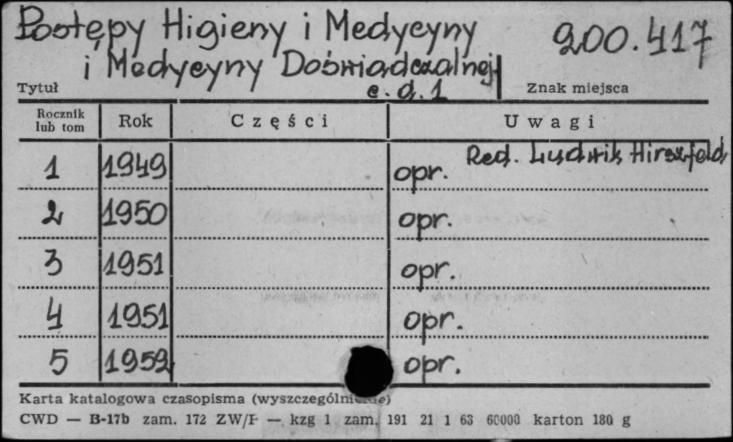 Postępy Higieny i Medycyny 200.417
i Medycyny Doświadczalnej
Tytuł c.d.1 Znak miejsca
Rocznik lub tom Rok Części Uwagi
Red. Ludwik Hirszfeld
1 1949 opr.
2 1950 opr.
3 1951 opr.
4 1951 opr.
5 1952 opr.
Karta katalogowa czasopisma (wyszczególnienie)
CWD — B-17b zam. 172 ZW/F — kzg 1 zam. 191 21 1 63 60000 karton 180 g